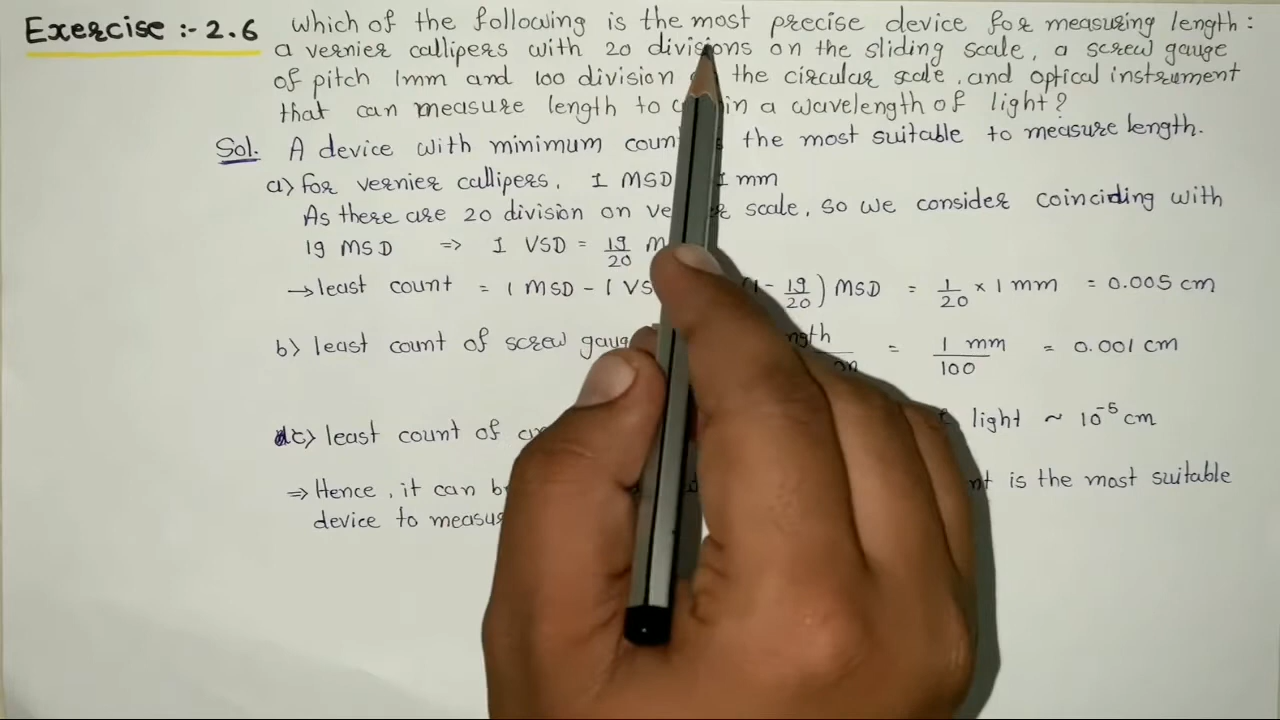 Exercise :- 2.6 Which of the following is the most precise device for measuring length :
a vernier callipers with 20 divisions on the sliding scale, a screw gauge
of pitch 1mm and 100 division the circular scale, and optical instrument
that can measure length to in a wavelength of light?
Sol. A device with minimum count the most suitable to measure length.
a) for vernier callipers, 1 MSD 1 mm
As there are 20 division on scale, so we consider coinciding with
19 MSD ⇒ 1 VSD = 19/20
→ least count = 1 MSD - 1 (1 - 19/20) MSD = 1/20 × 1 mm = 0.005 cm
b) least count of screw = 1 mm/100 = 0.001 cm
c) least count of light ~ 10⁻⁵ cm
⇒ Hence, it can is the most suitable
device to